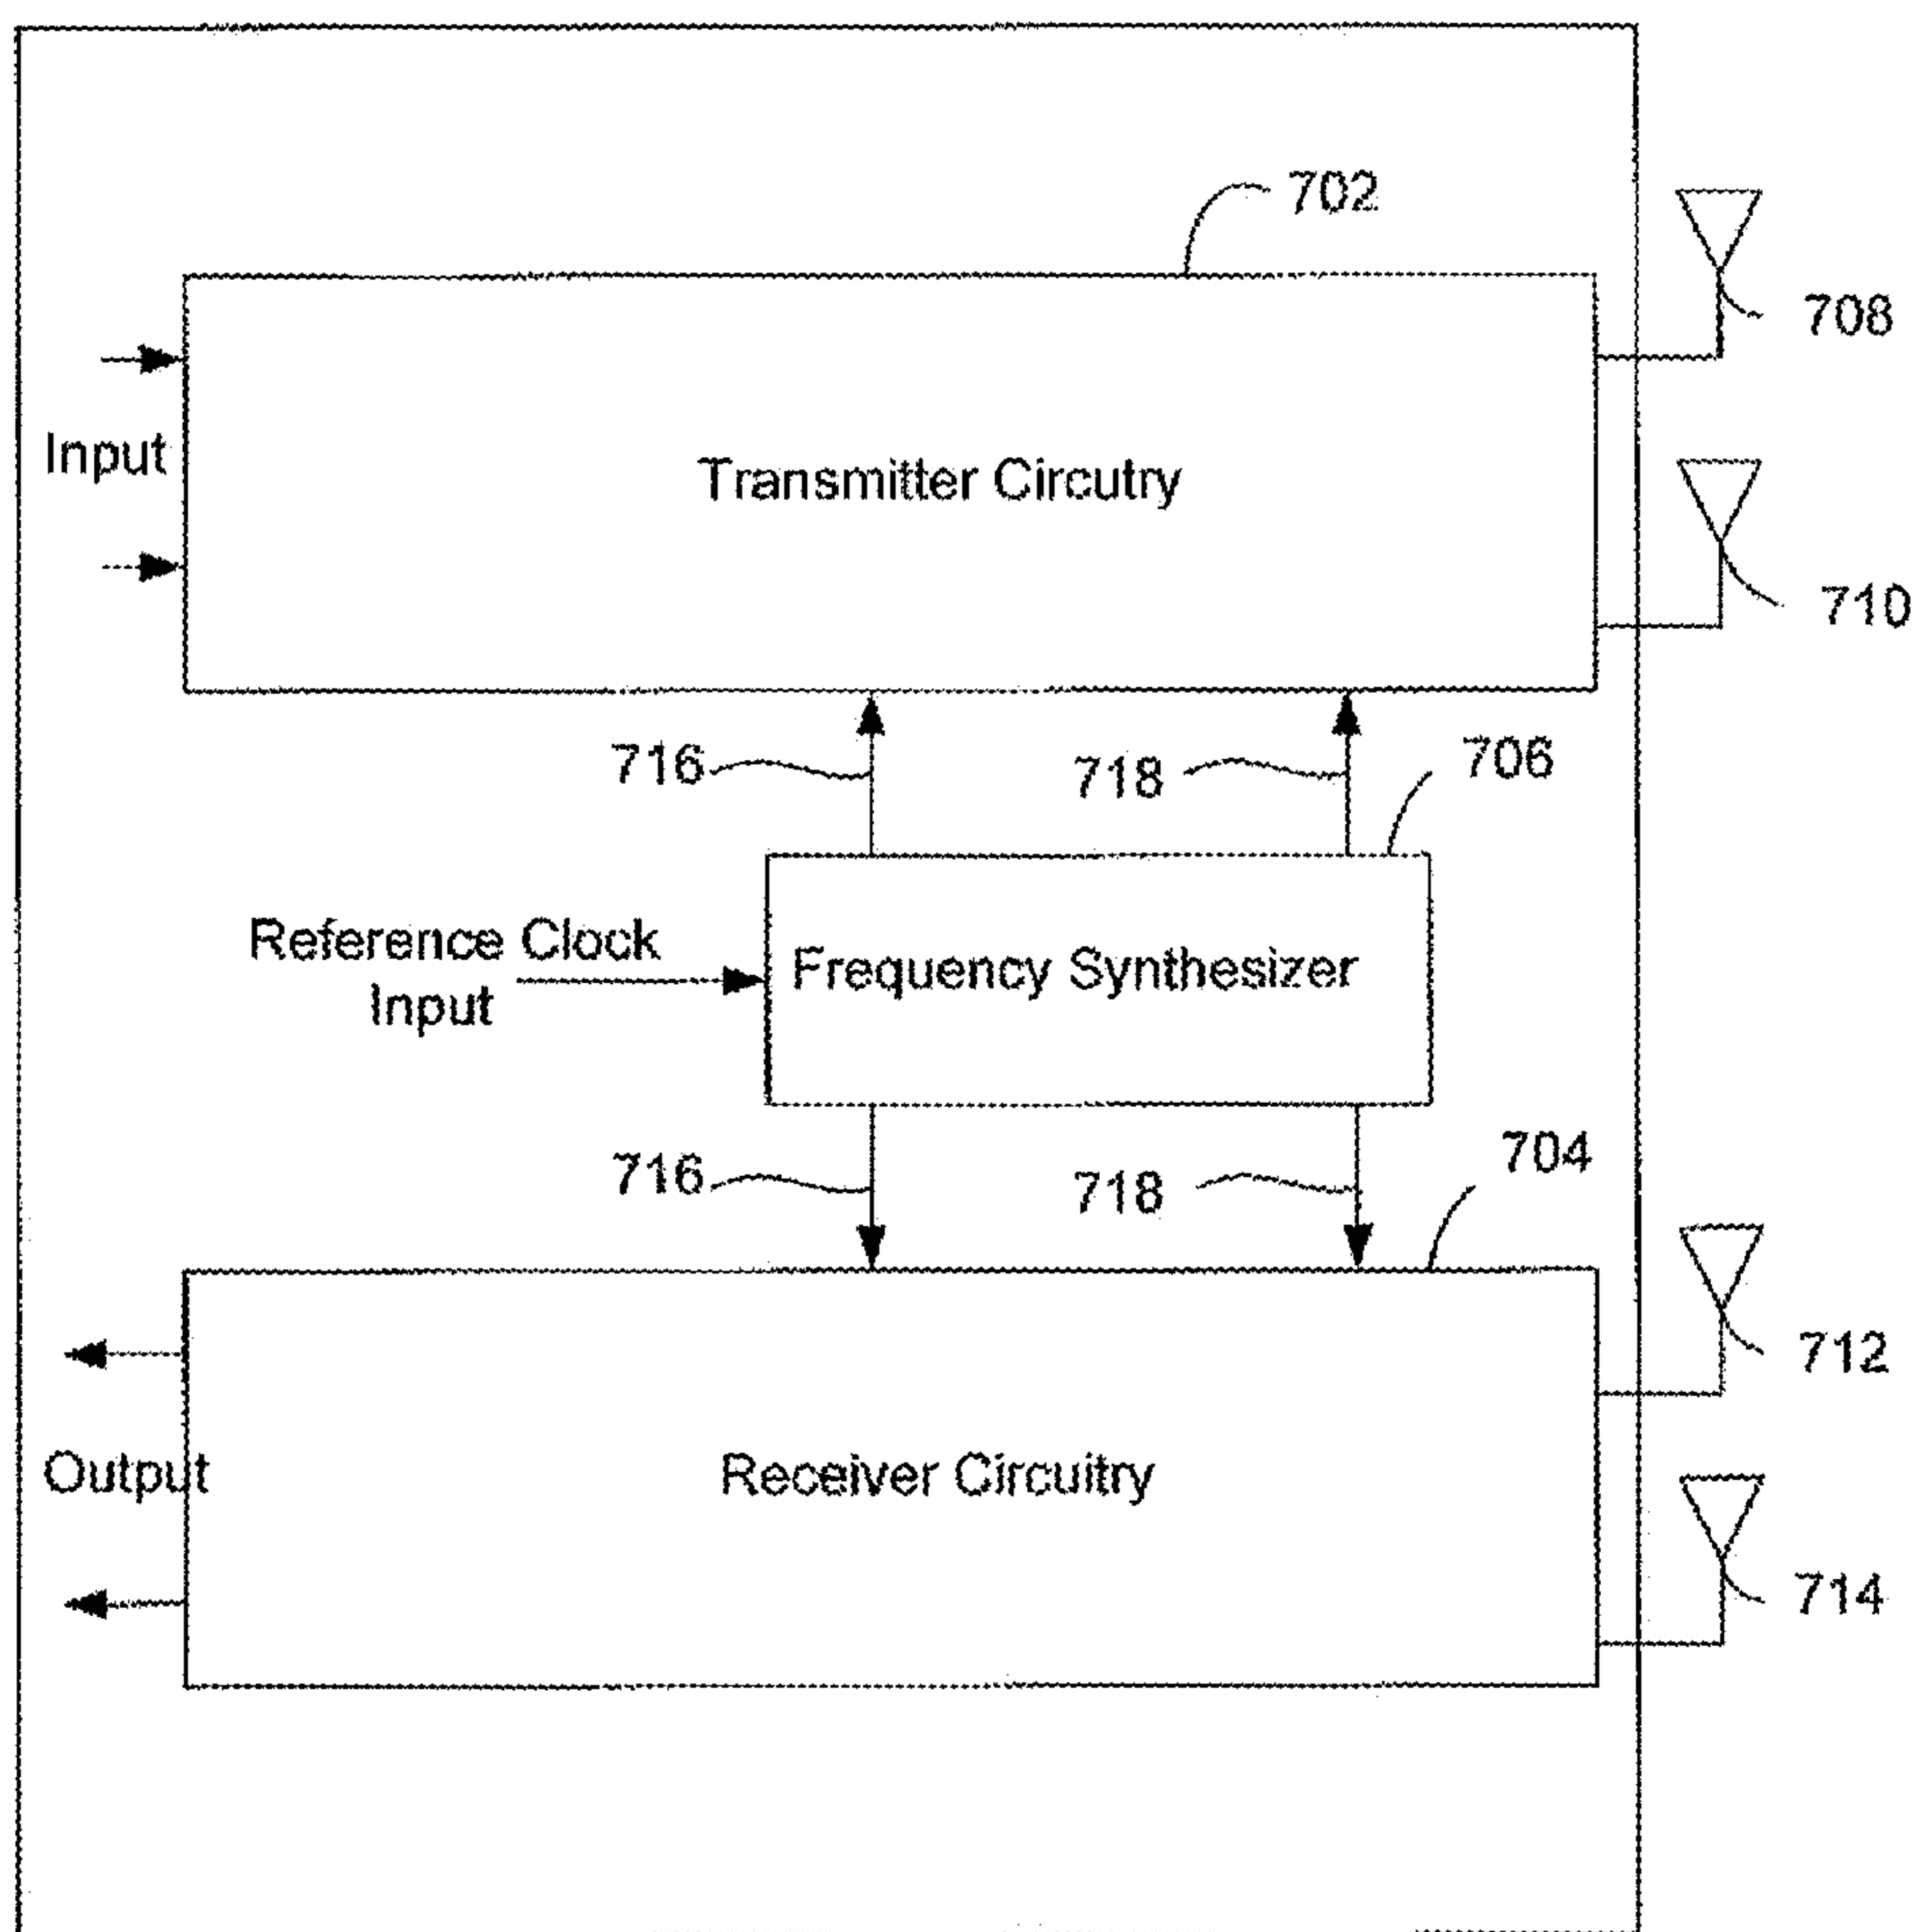 702
708
Input
Transmitter Circutry
710
716
718
706
Reference Clock
Input
Frequency Synthesizer
716
718
704
712
Output
Receiver Circuitry
714